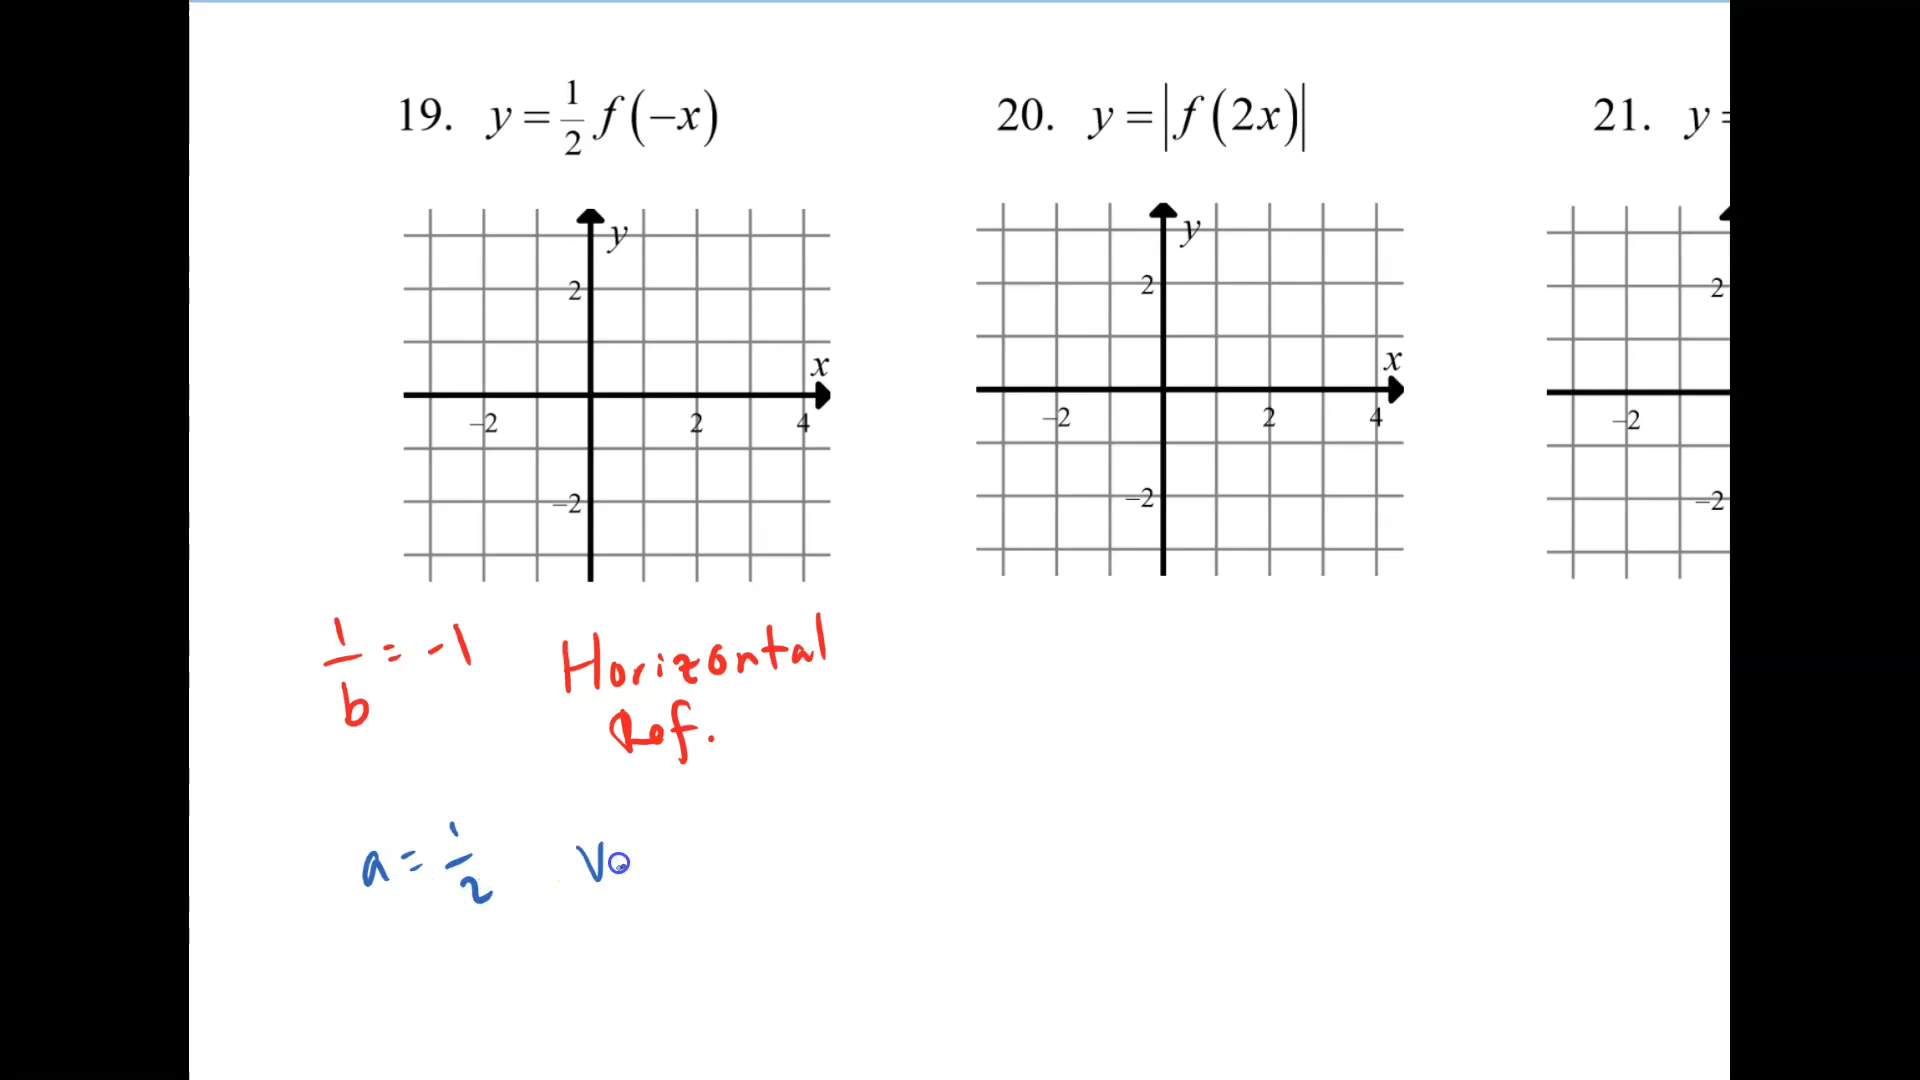 19. y = 1/2 f(−x)
20. y = |f(2x)|
21. y =
y
2
x
−2
2
4
−2
y
2
x
−2
2
4
−2
2
−2
−2
1/b = -1 Horizontal
Ref.
a = 1/2